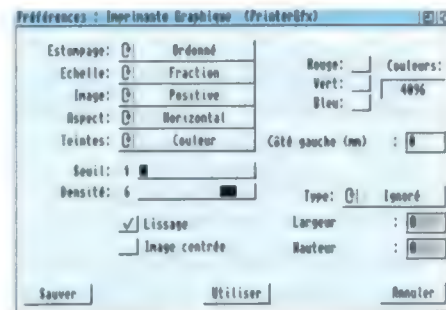 Préférences : Imprimante Graphique (PrinterGfx)
Estompage: Ordonné
Echelle: Fraction
Image: Positive
Aspect: Horizontal
Teintes: Couleur
Seuil: 1
Densité: 6
Lissage
Image centrée
Rouge:
Vert:
Bleu:
Couleurs:
4096
Côté gauche (mm) : 0
Type: Ignoré
Largeur : 0
Hauteur : 0
Sauver Utiliser Annuler